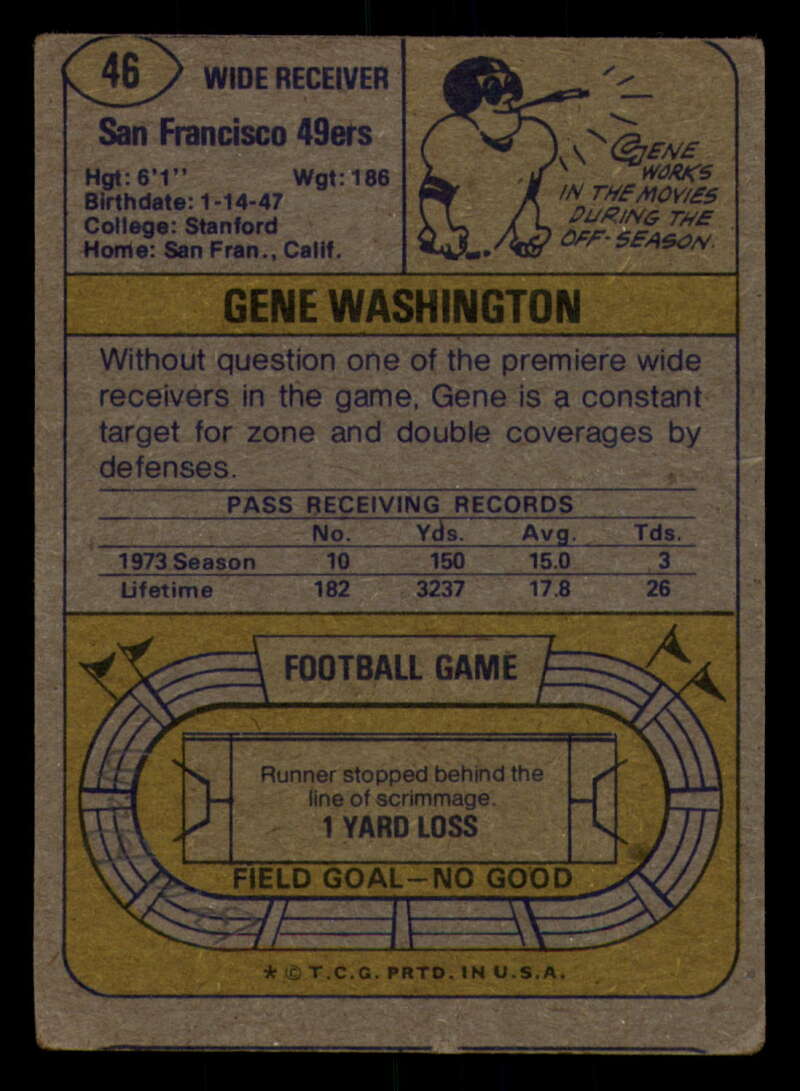 46
WIDE RECEIVER
San Francisco 49ers
Hgt: 6'1" Wgt: 186
Birthdate: 1-14-47
College: Stanford
Home: San Fran., Calif.
GENE
WORKS
IN THE MOVIES
DURING THE
OFF-SEASON.
GENE WASHINGTON
Without question one of the premiere wide
receivers in the game, Gene is a constant
target for zone and double coverages by
defenses.
PASS RECEIVING RECORDS
No. Yds. Avg. Tds.
1973 Season 10 150 15.0 3
Lifetime 182 3237 17.8 26
FOOTBALL GAME
Runner stopped behind the
line of scrimmage.
1 YARD LOSS
FIELD GOAL—NO GOOD
* © T.C.G. PRTD. IN U.S.A.